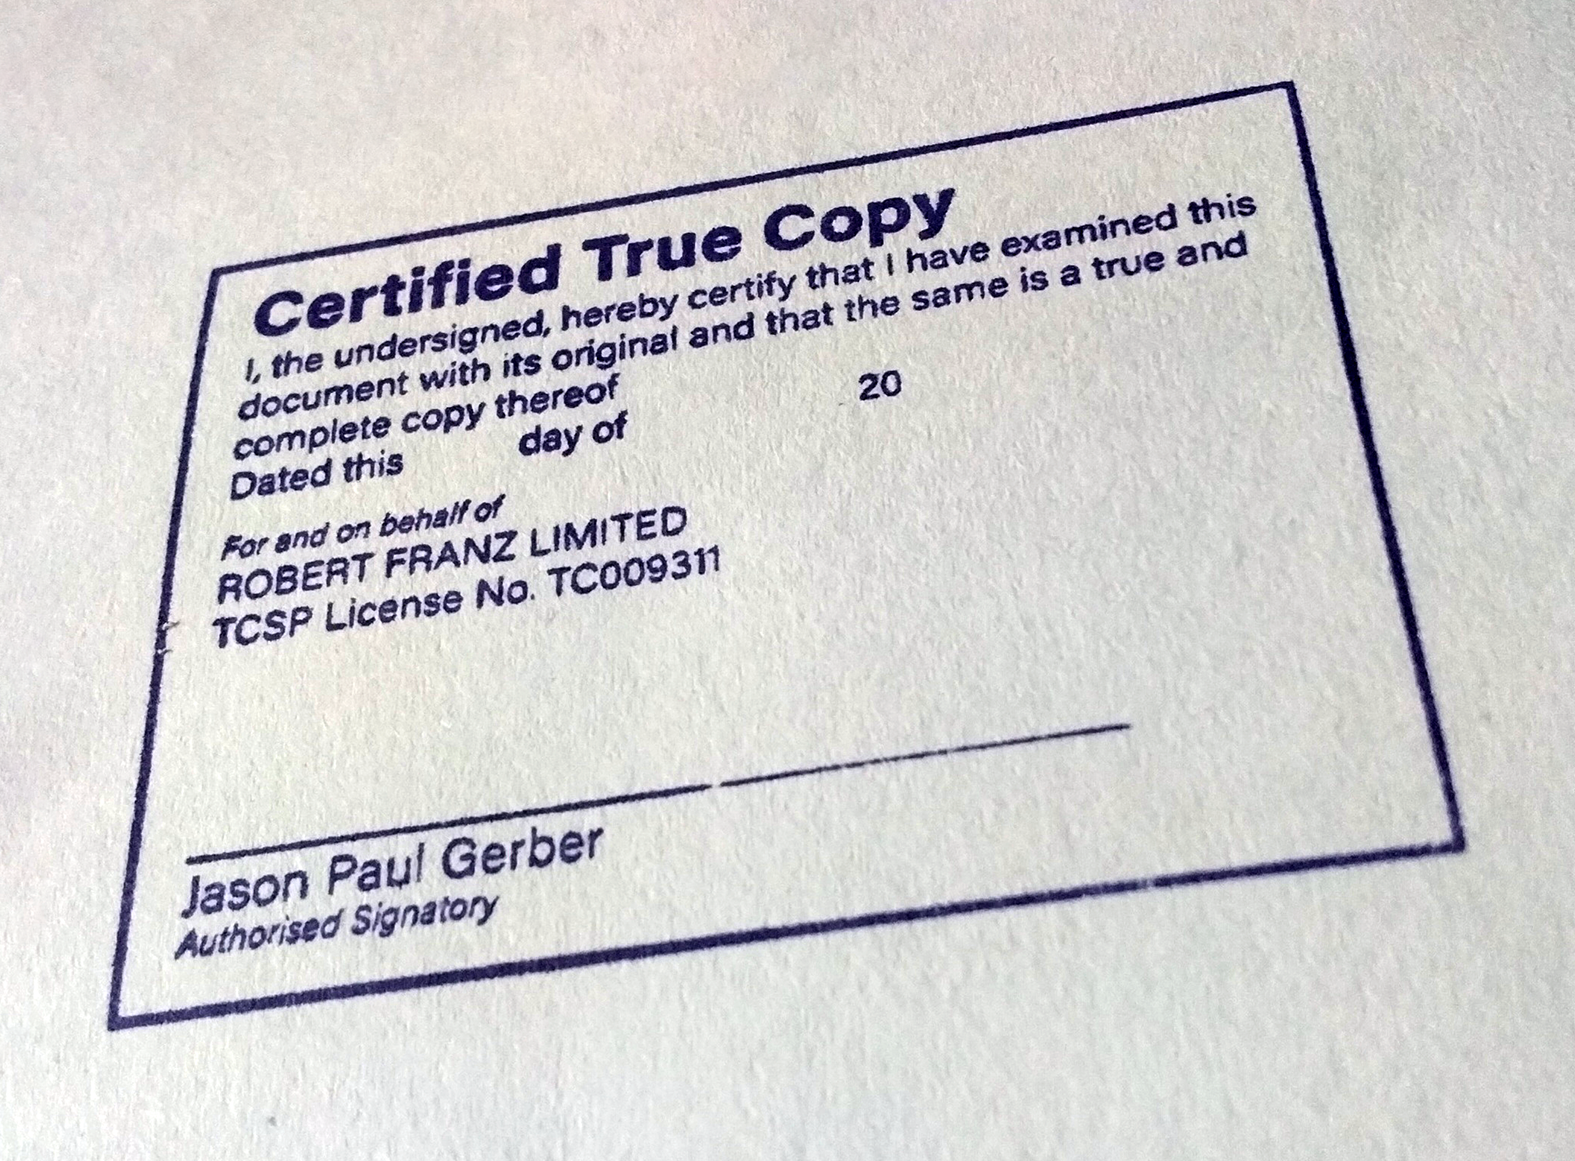 Certified True Copy
I, the undersigned, hereby certify that I have examined this
document with its original and that the same is a true and
complete copy thereof
Dated this day of 20
For and on behalf of
ROBERT FRANZ LIMITED
TCSP License No. TC009311
Jason Paul Gerber
Authorised Signatory